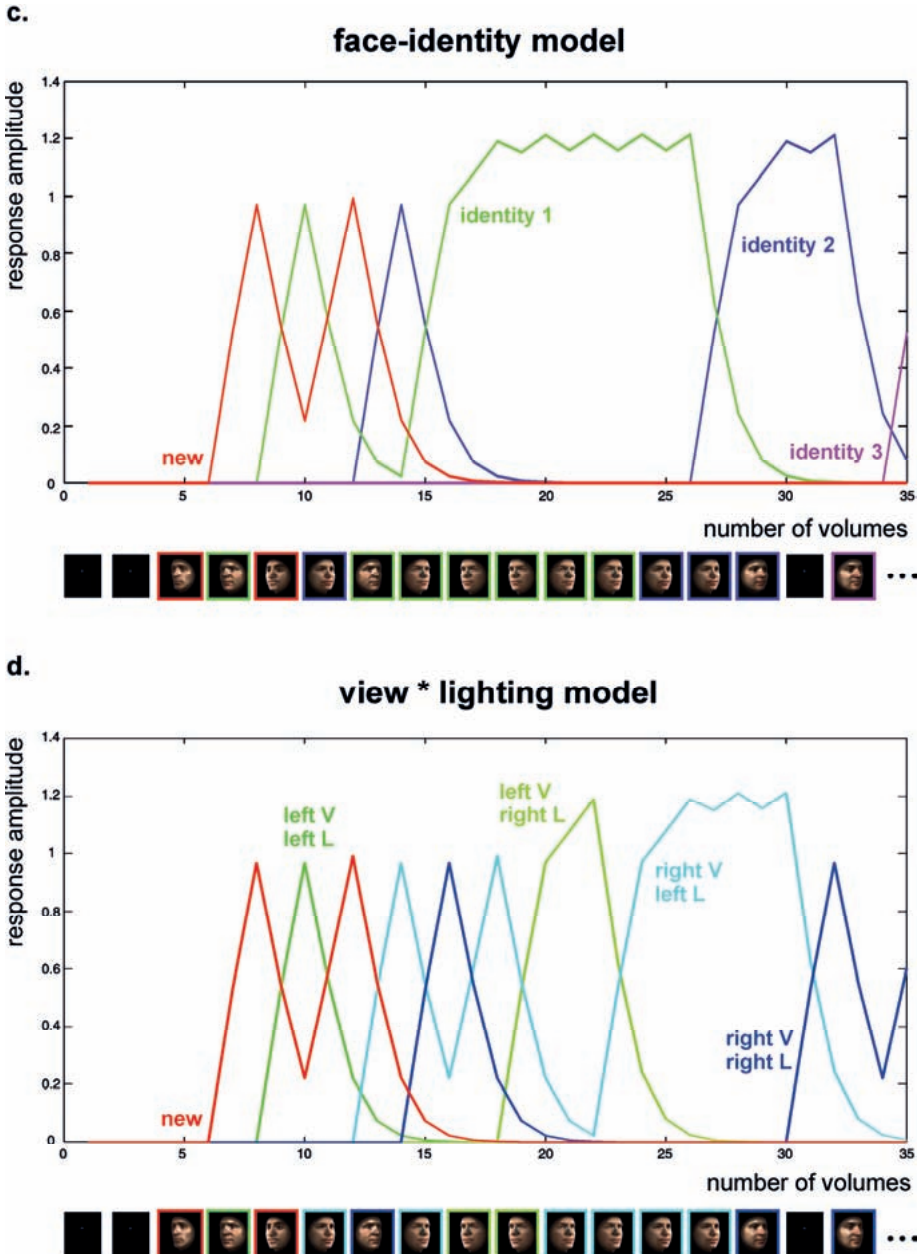 c.
face-identity model
response amplitude
1.4
1.2
1
0.8
0.6
0.4
0.2
0
identity 1
identity 2
identity 3
new
0 5 10 15 20 25 30 35
number of volumes
...
d.
view * lighting model
response amplitude
1.4
1.2
1
0.8
0.6
0.4
0.2
0
left V
left L
left V
right L
right V
left L
right V
right L
new
0 5 10 15 20 25 30 35
number of volumes
...